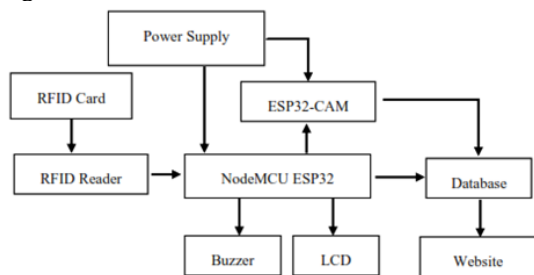 Power Supply
RFID Card
ESP32-CAM
RFID Reader
NodeMCU ESP32
Database
Buzzer
LCD
Website